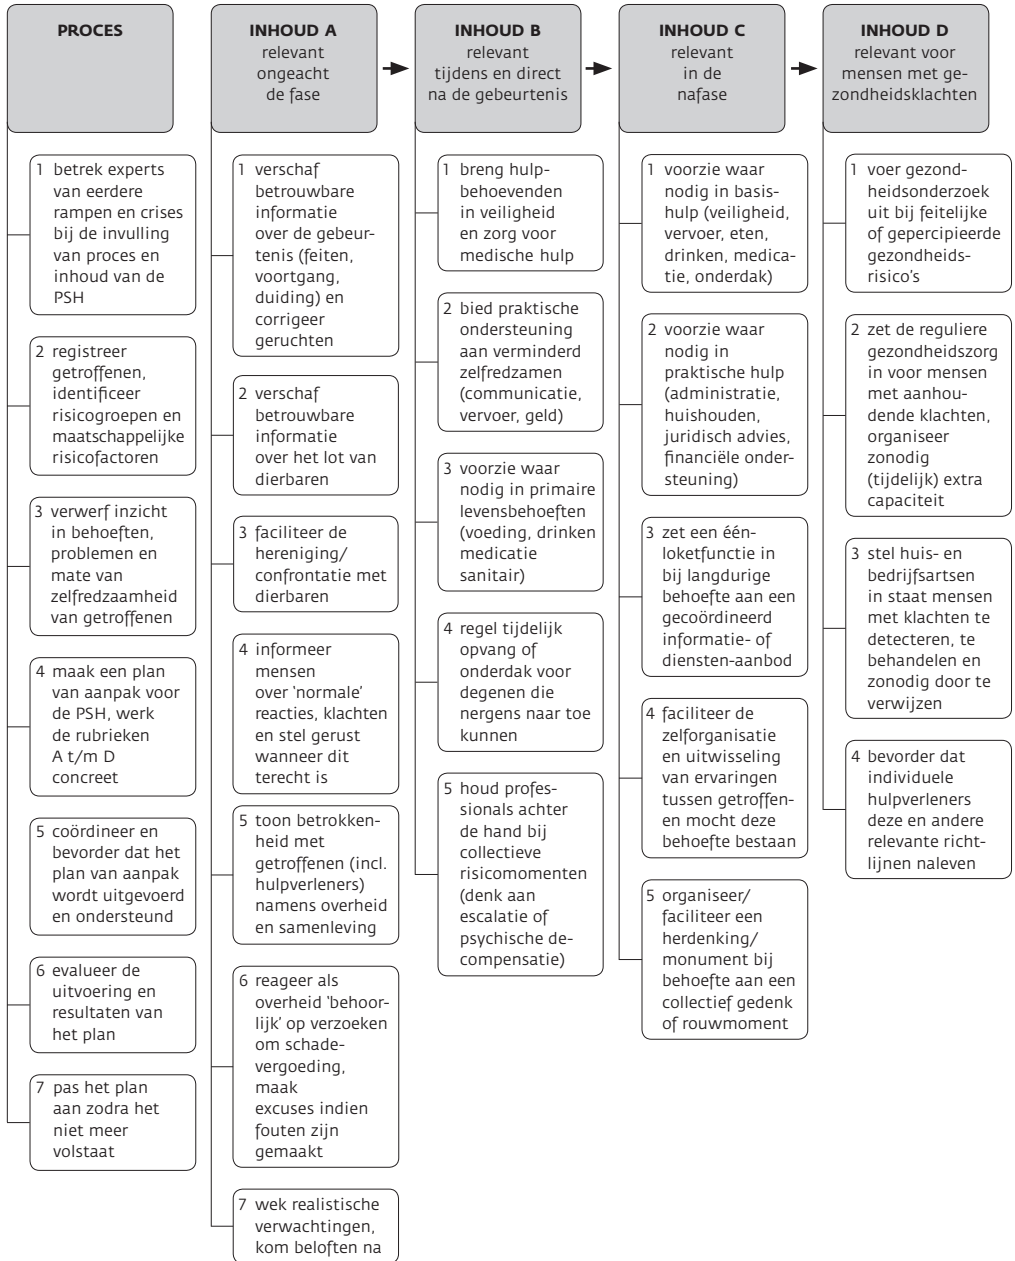 PROCES
1 betrek experts
van eerdere
rampen en crises
bij de invulling
van proces en
inhoud van de
PSH
2 registreer
getroffenen,
identificeer
risicogroepen en
maatschappelijke
risicofactoren
3 verwerf inzicht
in behoeften,
problemen en
mate van
zelfredzaamheid
van getroffenen
4 maak een plan
van aanpak voor
de PSH, werk
de rubrieken
A t/m D
concreet
5 coördineer en
bevorder dat het
plan van aanpak
wordt uitgevoerd
en ondersteund
6 evalueer de
uitvoering en
resultaten van
het plan
7 pas het plan
aan zodra het
niet meer
volstaat
INHOUD A
relevant
ongeacht
de fase
1 verschaf
betrouwbare
informatie
over de gebeur-
tenis (feiten,
voortgang,
duiding) en
corrigeer
geruchten
2 verschaf
betrouwbare
informatie
over het lot van
dierbaren
3 faciliteer de
hereniging/
confrontatie met
dierbaren
4 informeer
mensen
over ‘normale’
reacties, klachten
en stel gerust
wanneer dit
terecht is
5 toon betrokken-
heid met
getroffenen (incl.
hulpverleners)
namens overheid
en samenleving
6 reageer als
overheid ‘behoor-
lijk’ op verzoeken
om schade-
vergoeding,
maak
excuses indien
fouten zijn
gemaakt
7 wek realistische
verwachtingen,
kom beloften na
INHOUD B
relevant
tijdens en direct
na de gebeurtenis
1 breng hulp-
behoevenden
in veiligheid
en zorg voor
medische hulp
2 bied praktische
ondersteuning
aan verminderd
zelfredzamen
(communicatie,
vervoer, geld)
3 voorzie waar
nodig in primaire
levensbehoeften
(voeding, drinken
medicatie
sanitair)
4 regel tijdelijk
opvang of
onderdak voor
degenen die
nergens naar toe
kunnen
5 houd profes-
sionals achter
de hand bij
collectieve
risicomomenten
(denk aan
escalatie of
psychische de-
compensatie)
INHOUD C
relevant
in de
nafase
1 voorzie waar
nodig in basis-
hulp (veiligheid,
vervoer, eten,
drinken, medica-
tie, onderdak)
2 voorzie waar
nodig in
praktische hulp
(administratie,
huishouden,
juridisch advies,
financiële onder-
steuning)
3 zet een één-
loketfunctie in
bij langdurige
behoefte aan een
gecoördineerd
informatie- of
diensten-aanbod
4 faciliteer de
zelforganisatie
en uitwisseling
van ervaringen
tussen getroffen-
en mocht deze
behoefte bestaan
5 organiseer/
faciliteer een
herdenking/
monument bij
behoefte aan een
collectief gedenk
of rouwmoment
INHOUD D
relevant voor
mensen met ge-
zondheidsklachten
1 voer gezond-
heidsonderzoek
uit bij feitelijke
of gepercipieerde
gezondheids-
risico’s
2 zet de reguliere
gezondheidszorg
in voor mensen
met aanhou-
dende klachten,
organiseer
zonodig
(tijdelijk) extra
capaciteit
3 stel huis- en
bedrijfsartsen
in staat mensen
met klachten te
detecteren, te
behandelen en
zonodig door te
verwijzen
4 bevorder dat
individuele
hulpverleners
deze en andere
relevante richt-
lijnen naleven